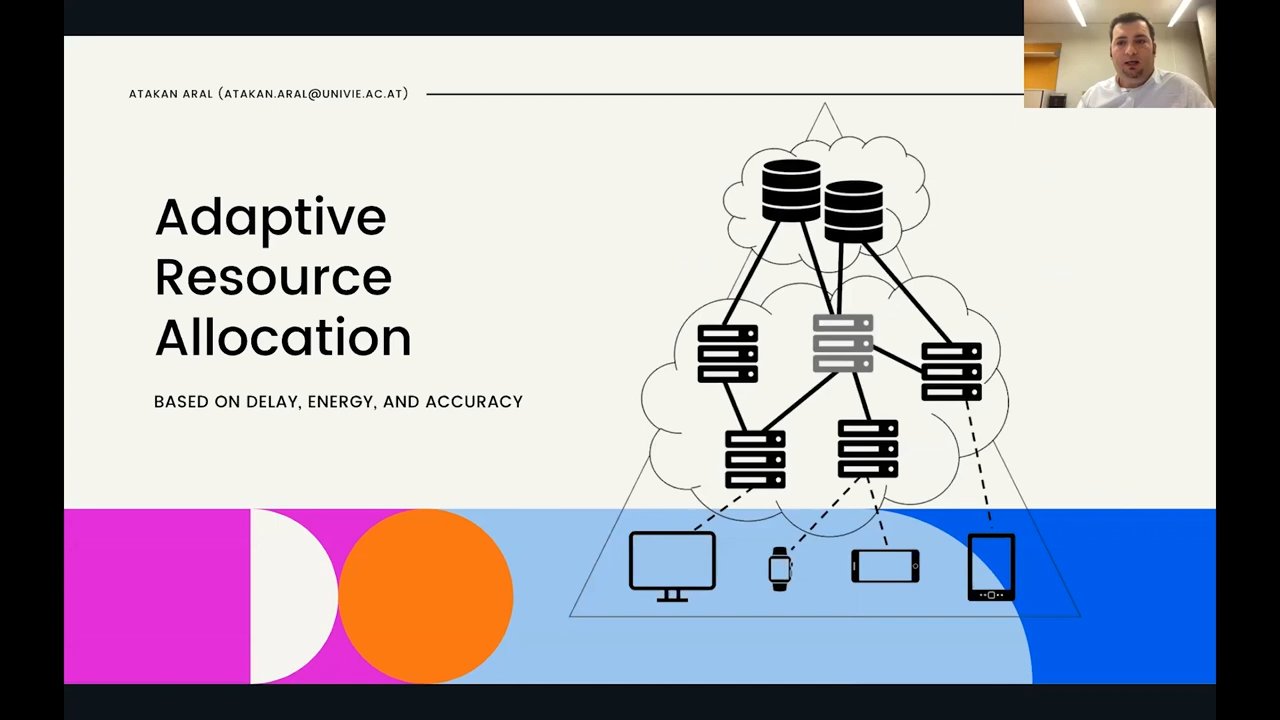 ATAKAN ARAL (ATAKAN.ARAL@UNIVIE.AC.AT)
Adaptive
Resource
Allocation
BASED ON DELAY, ENERGY, AND ACCURACY